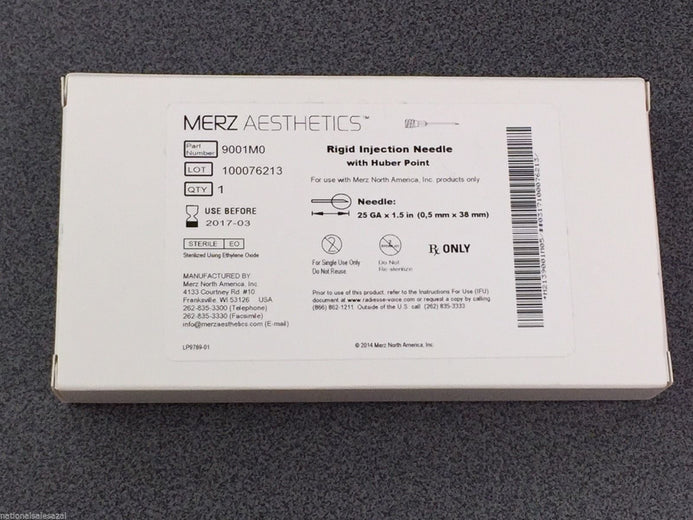 MERZ AESTHETICS™
Part Number 9001M0
LOT 100076213
QTY 1
USE BEFORE
2017-03
STERILE EO
Sterilized Using Ethylene Oxide
MANUFACTURED BY
Merz North America, Inc.
4133 Courtney Rd. #10
Franksville, WI 53126 USA
262-835-3300 (Telephone)
262-835-3330 (Facsimile)
info@merzaesthetics.com (E-mail)
LP9789-01
Rigid Injection Needle
with Huber Point
For use with Merz North America, Inc. products only
Needle:
25 GA x 1.5 in (0,5 mm x 38 mm)
For Single Use Only
Do Not Reuse
Do Not
Re-sterilize
Rx ONLY
Prior to use of this product, refer to the Instructions For Use (IFU)
document at www.radiesse-voice.com or request a copy by calling
(866) 862-1211. Outside of the U.S. call (262) 835-3333
© 2014 Merz North America, Inc.
nationalsalesazal